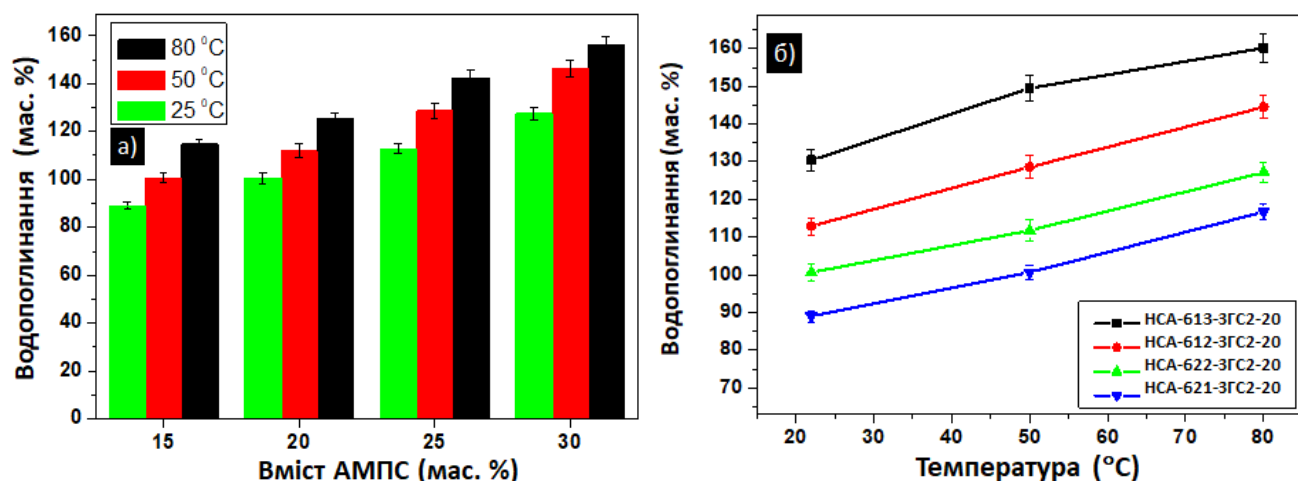 а)
80 ⁰C
50 ⁰C
25 ⁰C
Водопоглинання (мас. %)
160
140
120
100
80
60
40
20
0
15 20 25 30
Вміст АМПС (мас. %)
б)
Водопоглинання (мас. %)
160
150
140
130
120
110
100
90
80
70
НСА-613-ЗГС2-20
НСА-612-ЗГС2-20
НСА-622-ЗГС2-20
НСА-621-ЗГС2-20
20 30 40 50 60 70 80
Температура (°C)